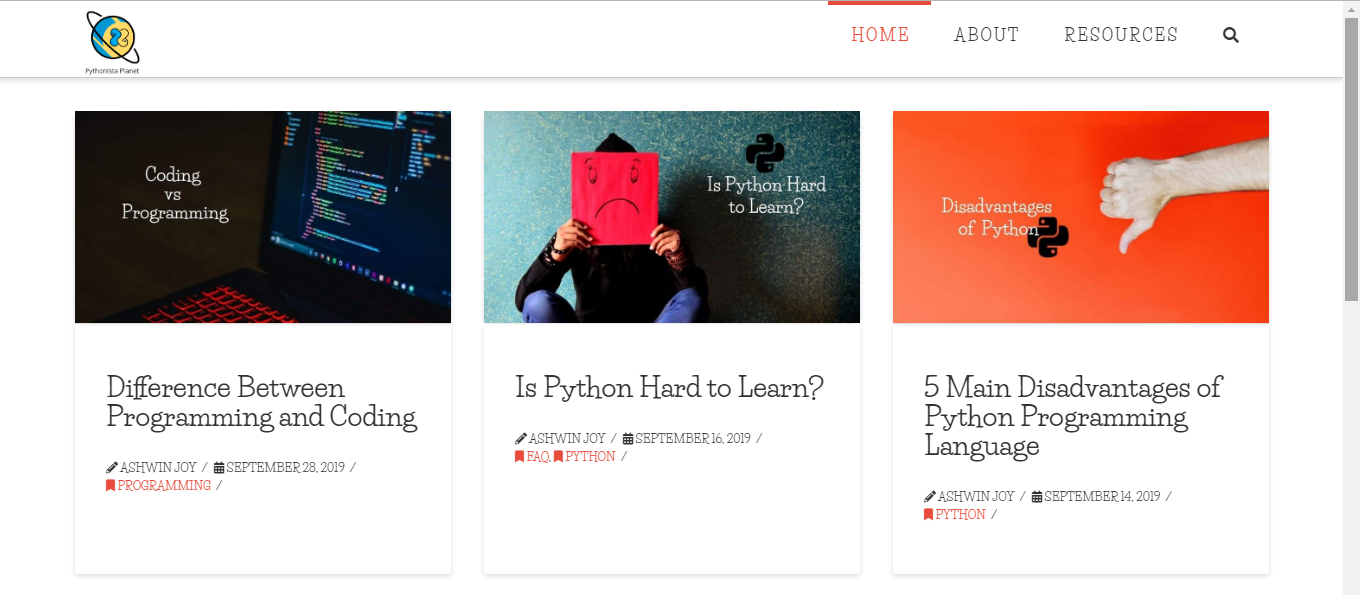 Pythonista Planet
HOME ABOUT RESOURCES
Coding
vs
Programming
Is Python Hard
to Learn?
Disadvantages
of Python
Difference Between
Programming and Coding
ASHWIN JOY / SEPTEMBER 28, 2019 /
PROGRAMMING /
Is Python Hard to Learn?
ASHWIN JOY / SEPTEMBER 16, 2019 /
FAQ, PYTHON /
5 Main Disadvantages of
Python Programming
Language
ASHWIN JOY / SEPTEMBER 14, 2019 /
PYTHON /